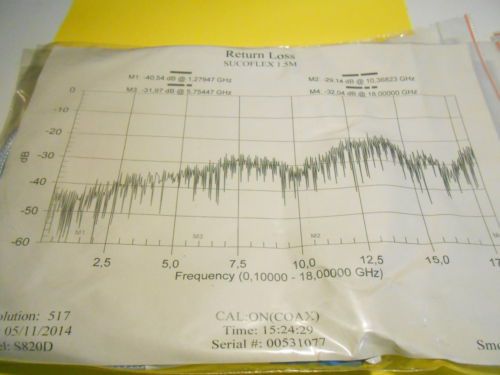 Return Loss
SUCOFLEX 1.5M
M1 -40,54 dB @ 1,27947 GHz
M2 -29,14 dB @ 10,36823 GHz
M3 -31,97 dB @ 5,75447 GHz
M4 -32,04 dB @ 18,00000 GHz
0
-10
-20
-30
-40
-50
-60
dB
M1 M3 M2
2,5 5,0 7,5 10,0 12,5 15,0
Frequency (0,10000 - 18,00000 GHz)
olution: 517 CAL:ON(COAX)
: 05/11/2014 Time: 15:24:29
el: S820D Serial #: 00531077